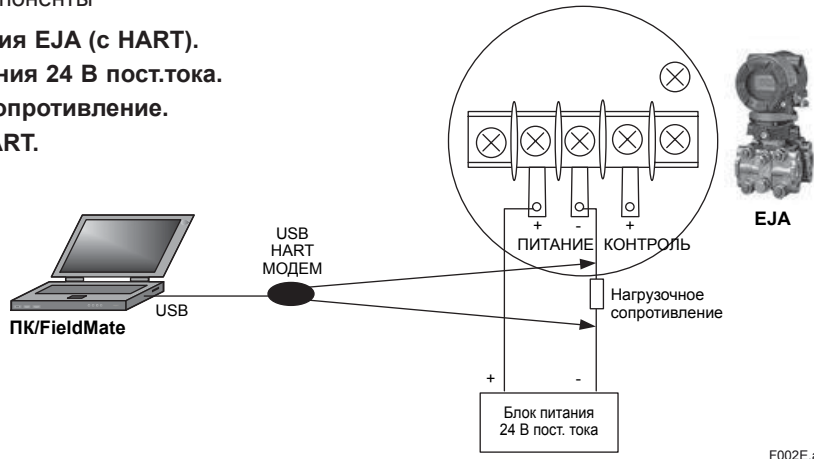 ия EJA (с HART).
ния 24 В пост.тока.
опротивление.
ART.
USB
HART
МОДЕМ
USB
ПК/FieldMate
+ - +
ПИТАНИЕ КОНТРОЛЬ
EJA
Нагрузочное
сопротивление
+ -
Блок питания
24 В пост. тока